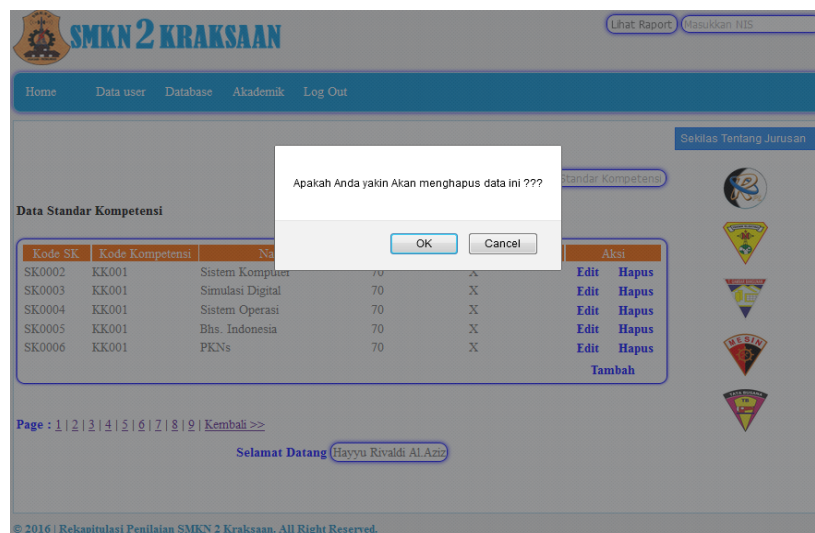 SMKN 2 KRAKSAAN
Lihat Raport Masukkan NIS
Home Data user Database Akademik Log Out
Sekilas Tentang Jurusan
Apakah Anda yakin Akan menghapus data ini ???
Standar Kompetensi
Data Standar Kompetensi
OK Cancel
Kode SK Kode Kompetensi Na Aksi
SK0002 KK001 Sistem Komputer 70 X Edit Hapus
SK0003 KK001 Simulasi Digital 70 X Edit Hapus
SK0004 KK001 Sistem Operasi 70 X Edit Hapus
SK0005 KK001 Bhs. Indonesia 70 X Edit Hapus
SK0006 KK001 PKNs 70 X Edit Hapus
Tambah
MESIN
Page : 1 | 2 | 3 | 4 | 5 | 6 | 7 | 8 | 9 | Kembali >>
Selamat Datang Hayyu Rivaldi Al.Aziz
© 2016 | Rekapitulasi Penilaian SMKN 2 Kraksaan. All Right Reserved.